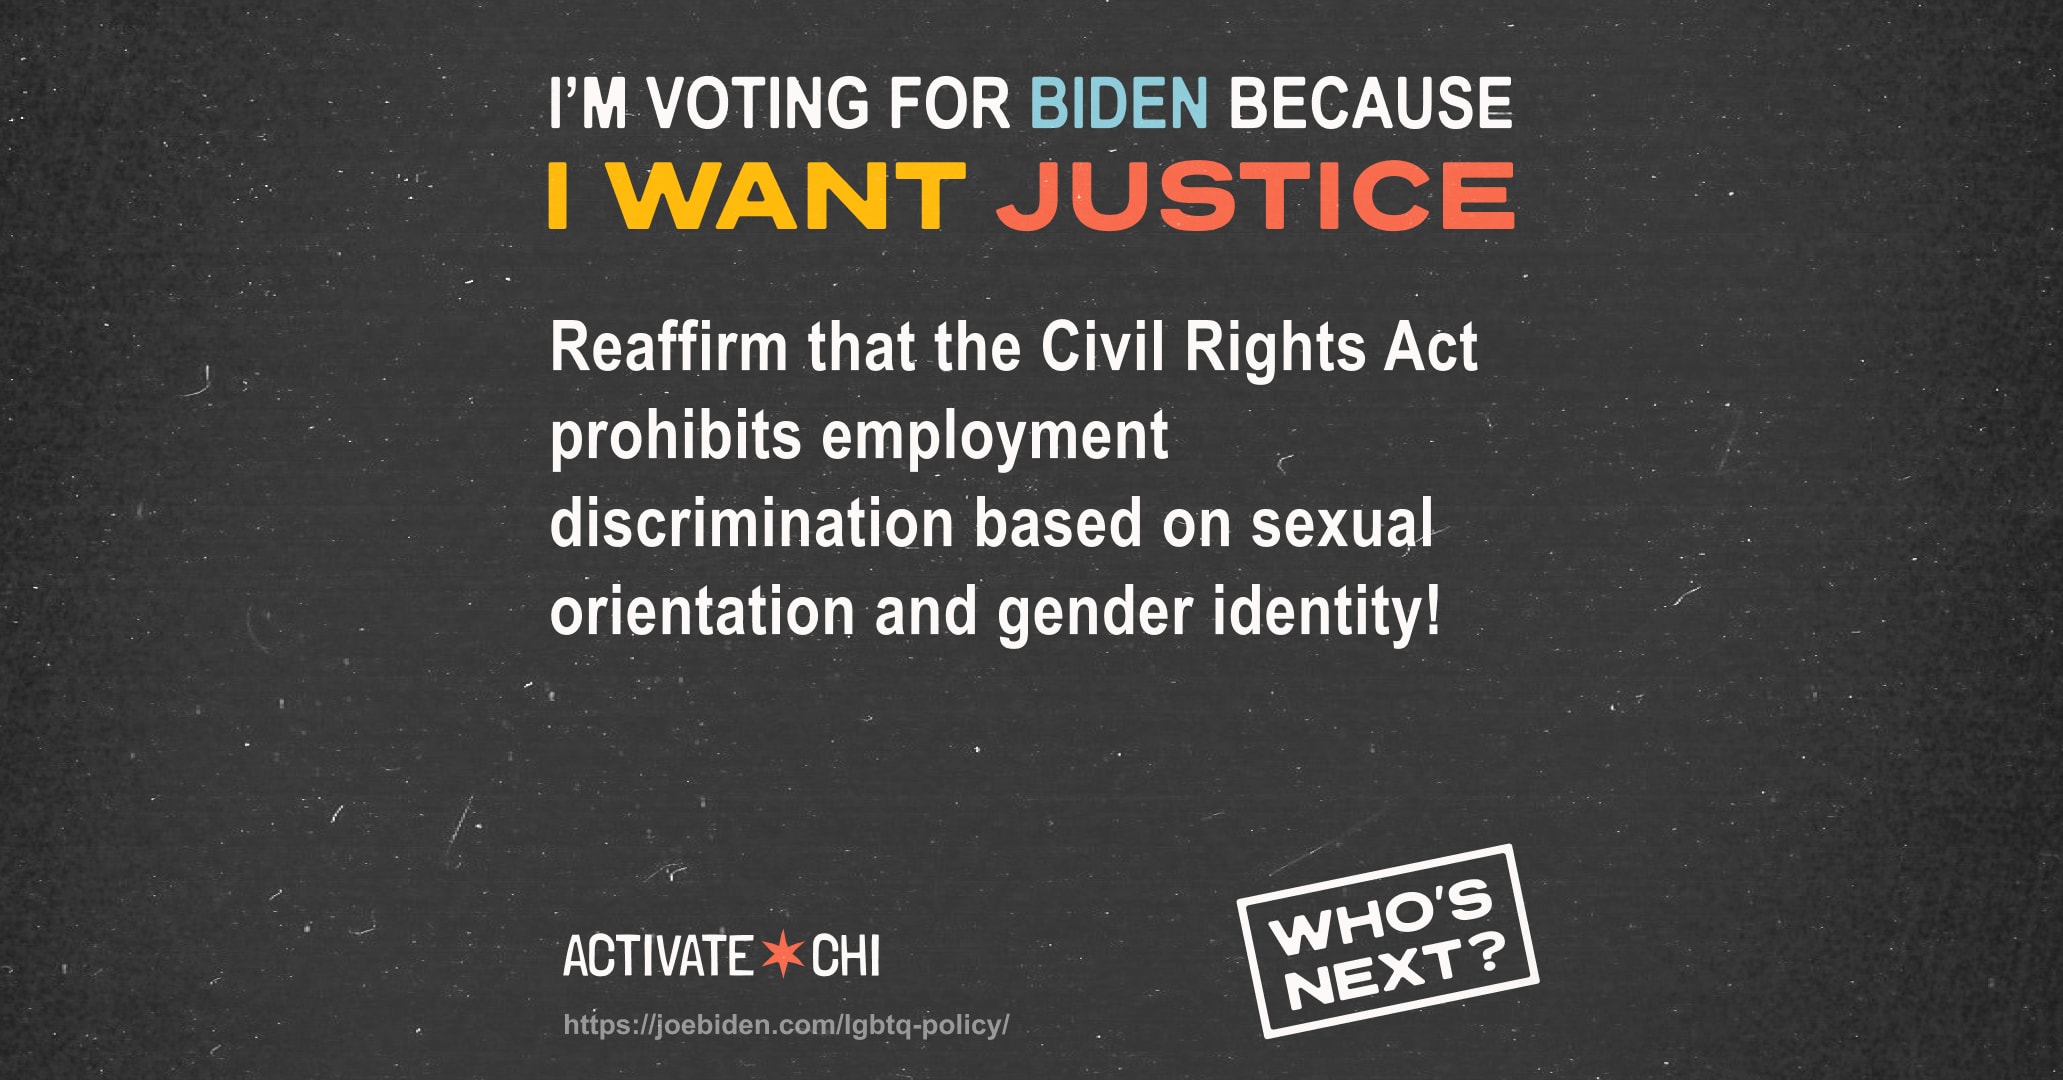 I'M VOTING FOR BIDEN BECAUSE
I WANT JUSTICE
Reaffirm that the Civil Rights Act
prohibits employment
discrimination based on sexual
orientation and gender identity!
ACTIVATE CHI
https://joebiden.com/lgbtq-policy/
WHO'S
NEXT?